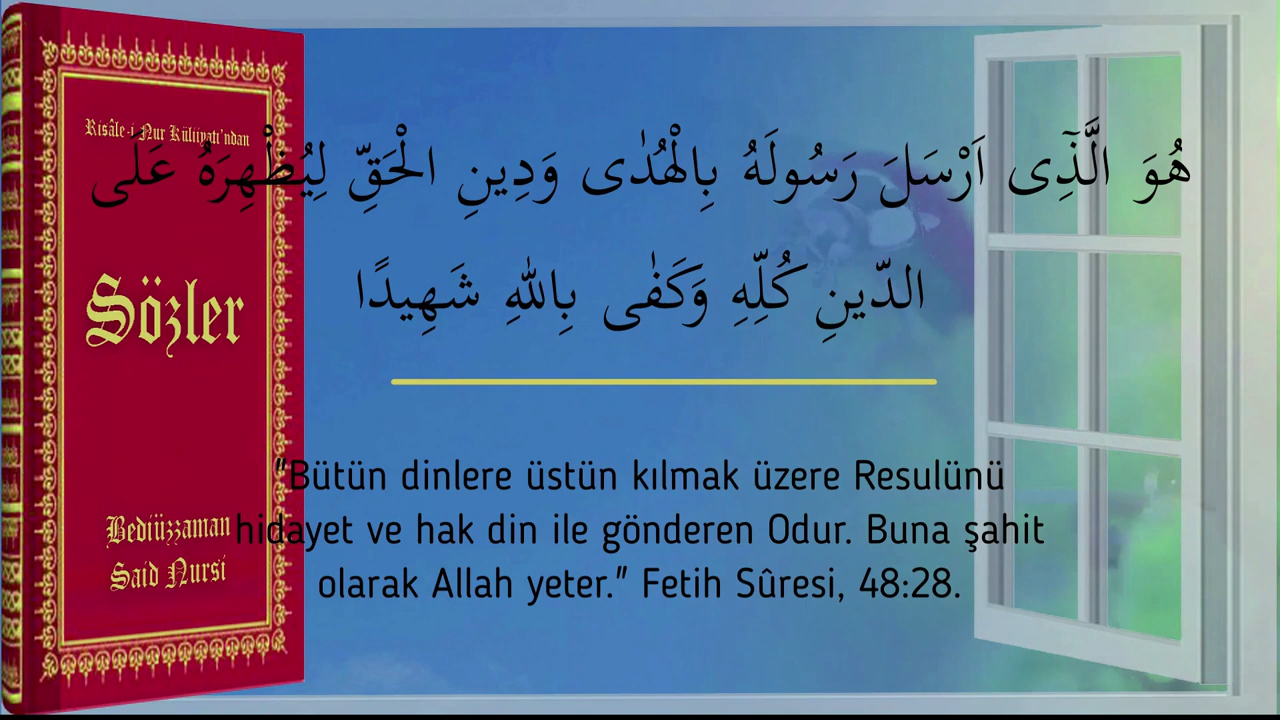 Risâle-i Nur Külliyatı'ndan
Sözler
Bediüzzaman
Said Nursi
هُوَ الَّذِٓى اَرْسَلَ رَسُولَهُ بِالْهُدٰى وَدِينِ الْحَقِّ لِيُظْهِرَهُ عَلَى
الدّينِ كُلِّهِ وَكَفٰى بِاللهِ شَهِيدًا
"Bütün dinlere üstün kılmak üzere Resulünü
hidayet ve hak din ile gönderen Odur. Buna şahit
olarak Allah yeter." Fetih Sûresi, 48:28.